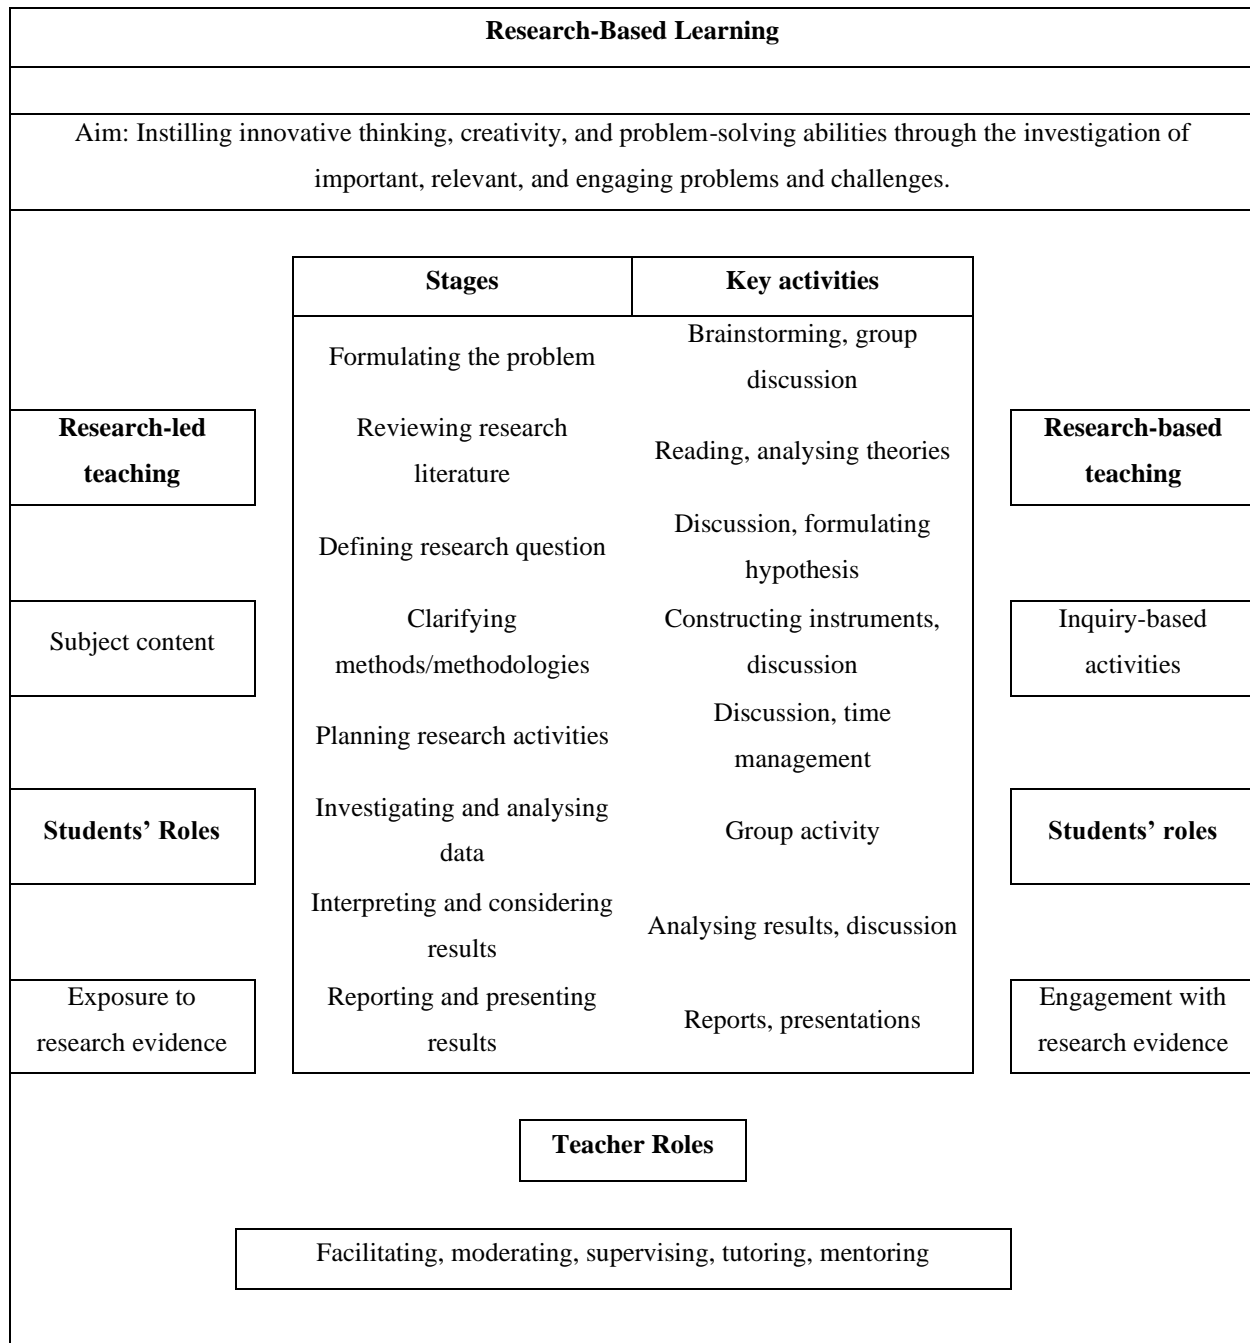 Research-Based Learning
Aim: Instilling innovative thinking, creativity, and problem-solving abilities through the investigation of
important, relevant, and engaging problems and challenges.
Stages
Key activities
Formulating the problem
Brainstorming, group
discussion
Research-led
teaching
Reviewing research
literature
Reading, analysing theories
Research-based
teaching
Defining research question
Discussion, formulating
hypothesis
Subject content
Clarifying
methods/methodologies
Constructing instruments,
discussion
Inquiry-based
activities
Planning research activities
Discussion, time
management
Students’ Roles
Investigating and analysing
data
Group activity
Students’ roles
Interpreting and considering
results
Analysing results, discussion
Exposure to
research evidence
Reporting and presenting
results
Reports, presentations
Engagement with
research evidence
Teacher Roles
Facilitating, moderating, supervising, tutoring, mentoring